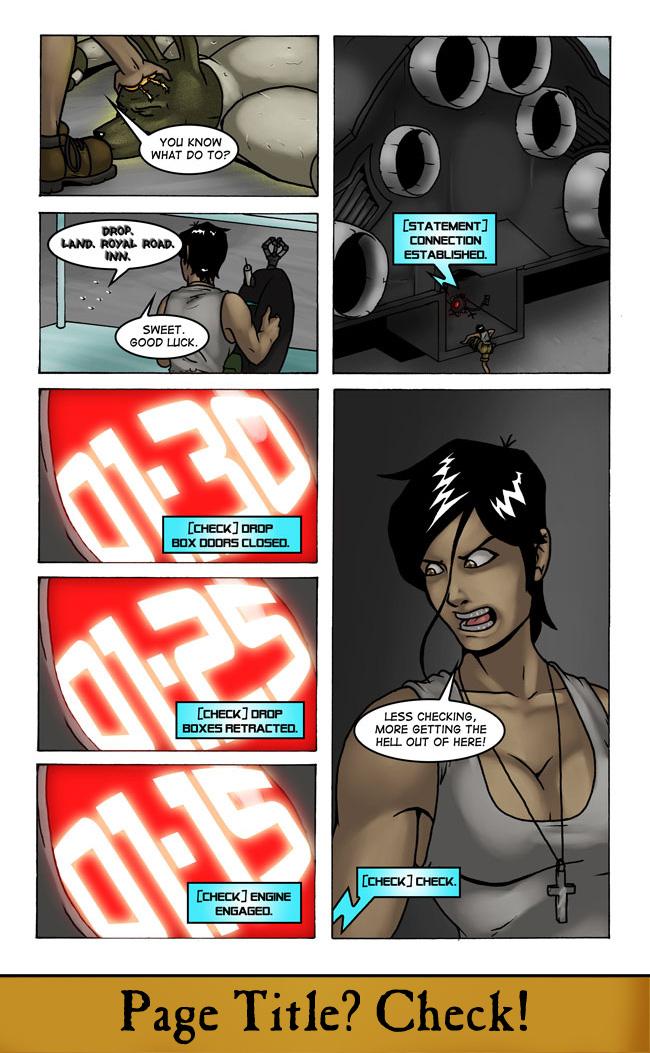 YOU KNOW
WHAT DO TO?
DROP.
LAND. ROYAL ROAD.
INN.
SWEET.
GOOD LUCK.
[STATEMENT]
CONNECTION
ESTABLISHED.
01:30
[CHECK] DROP
BOX DOORS CLOSED.
01:25
[CHECK] DROP
BOXES RETRACTED.
01:15
[CHECK] ENGINE
ENGAGED.
LESS CHECKING,
MORE GETTING THE
HELL OUT OF HERE!
[CHECK] CHECK.
Page Title? Check!